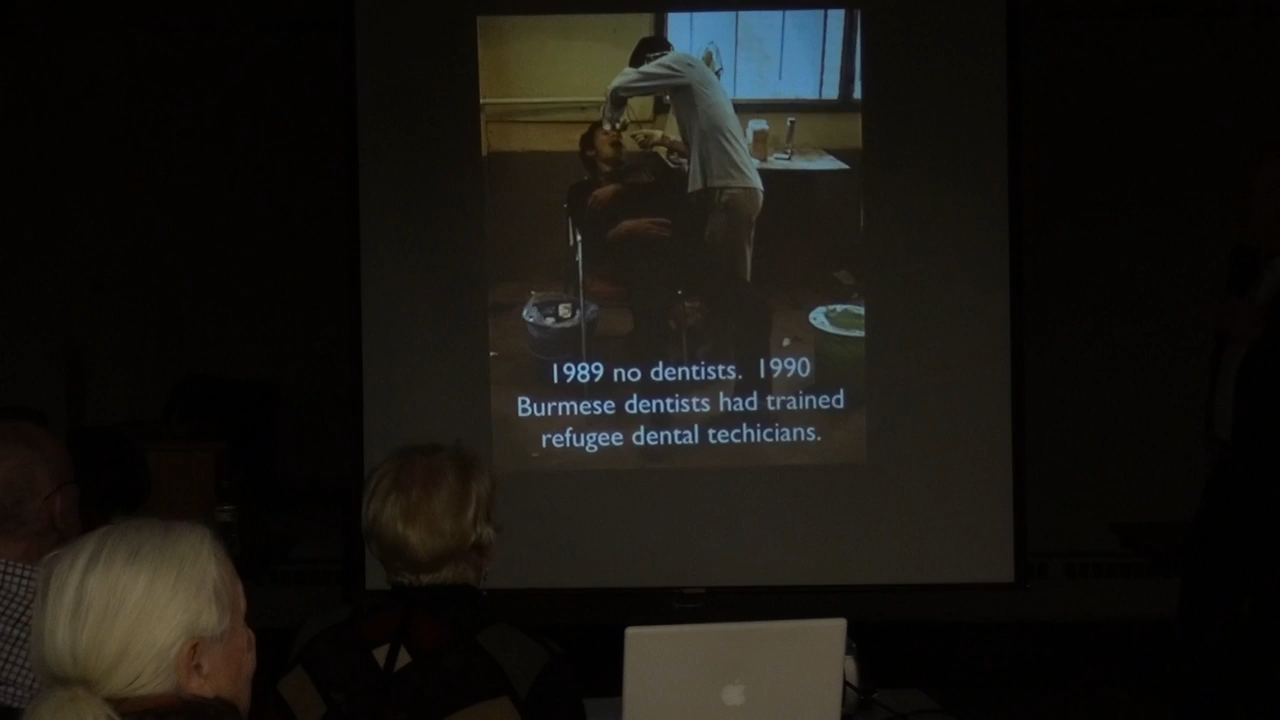 1989 no dentists. 1990
Burmese dentists had trained
refugee dental techicians.